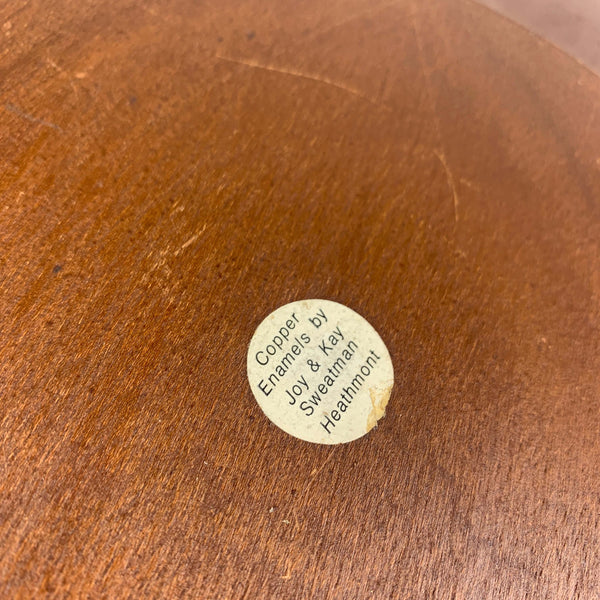 Copper
Enamels by
Joy & Kay
Sweatman
Heathmont